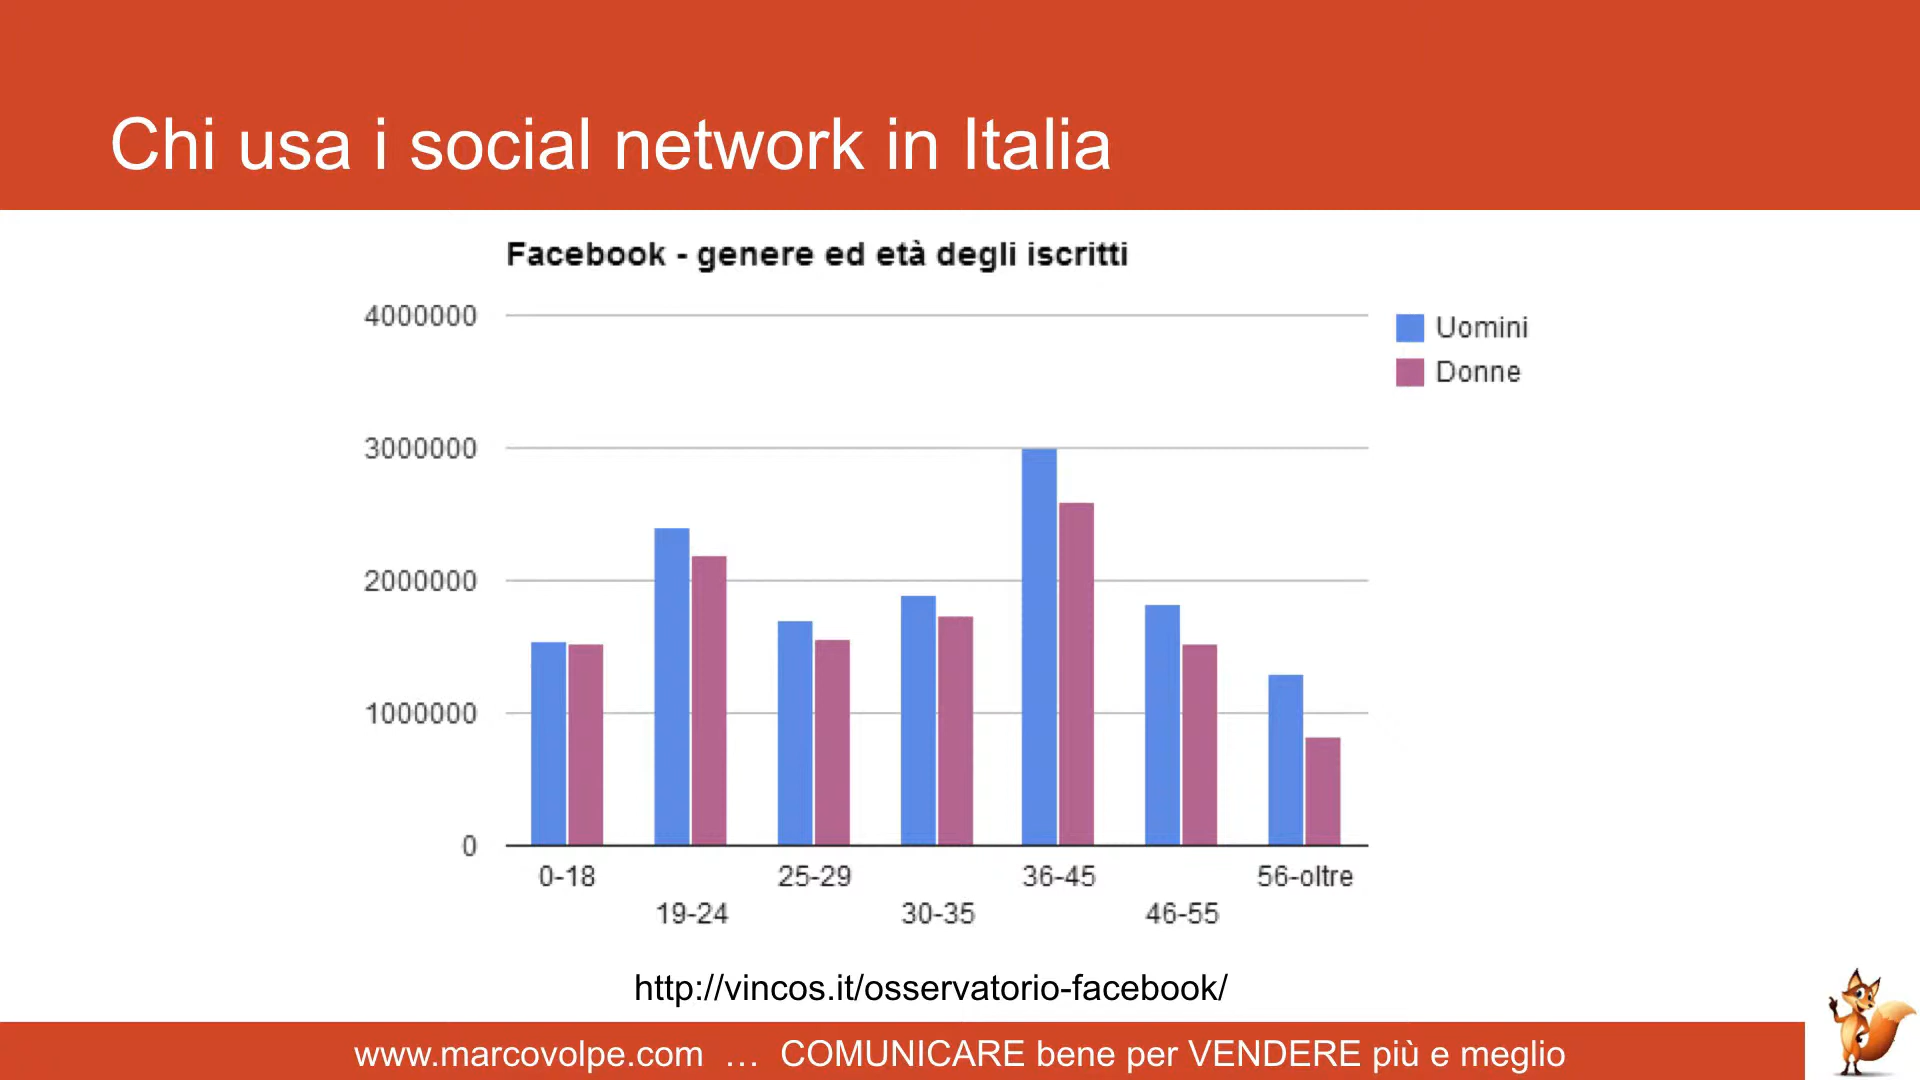 Chi usa i social network in Italia
Facebook - genere ed età degli iscritti
4000000
3000000
2000000
1000000
0
Uomini
Donne
0-18
19-24
25-29
30-35
36-45
46-55
56-oltre
http://vincos.it/osservatorio-facebook/
www.marcovolpe.com … COMUNICARE bene per VENDERE più e meglio